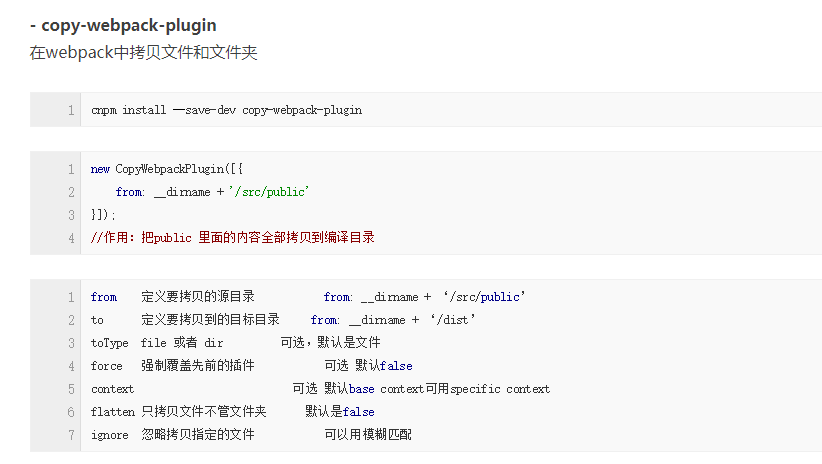 - copy-webpack-plugin
在webpack中拷贝文件和文件夹
1 cnpm install --save-dev copy-webpack-plugin
1 new CopyWebpackPlugin([{
2 from: __dirname + '/src/public'
3 }]);
4 //作用：把public 里面的内容全部拷贝到编译目录
1 from 定义要拷贝的源目录 from: __dirname + ‘/src/public’
2 to 定义要拷贝到的目标目录 from: __dirname + ‘/dist’
3 toType file 或者 dir 可选，默认是文件
4 force 强制覆盖先前的插件 可选 默认false
5 context 可选 默认base context可用specific context
6 flatten 只拷贝文件不管文件夹 默认是false
7 ignore 忽略拷贝指定的文件 可以用模糊匹配